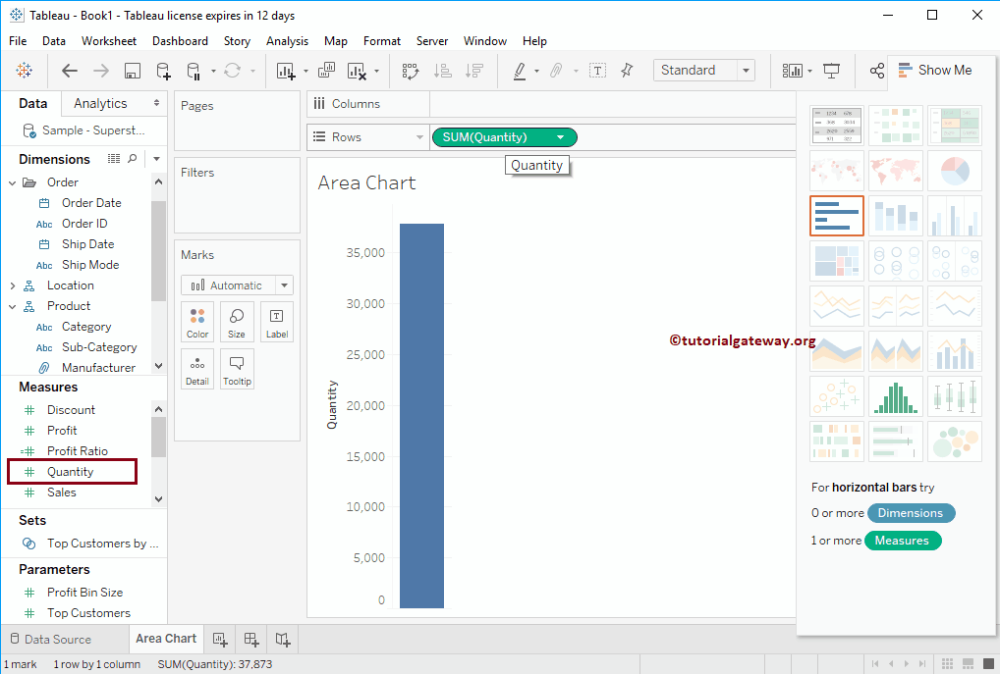 Tableau - Book1 - Tableau license expires in 12 days
File Data Worksheet Dashboard Story Analysis Map Format Server Window Help
Standard
Show Me
Data Analytics
Sample - Superst...
Dimensions
Order
Order Date
Abc Order ID
Ship Date
Abc Ship Mode
Location
Product
Abc Category
Abc Sub-Category
Manufacturer
Measures
Discount
Profit
Profit Ratio
Quantity
Sales
Sets
Top Customers by ...
Parameters
Profit Bin Size
Top Customers
Pages
Filters
Marks
Automatic
Color Size Label
Detail Tooltip
Columns
Rows SUM(Quantity)
Quantity
Area Chart
Quantity
35,000
30,000
25,000
20,000
15,000
10,000
5,000
0
©tutorialgateway.org
For horizontal bars try
0 or more Dimensions
1 or more Measures
Data Source Area Chart
1 mark 1 row by 1 column SUM(Quantity): 37,873